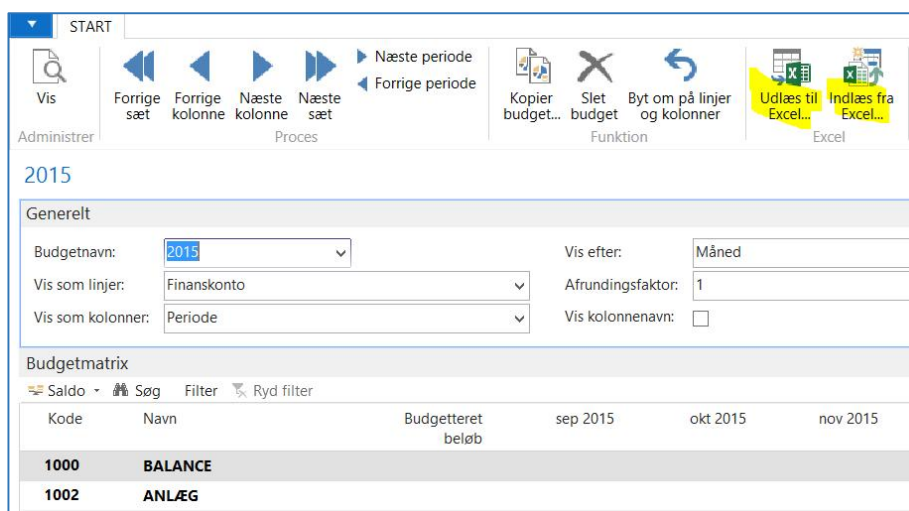 START
Næste periode
Forrige periode
Vis
Forrige Forrige Næste Næste
sæt kolonne kolonne sæt
Kopier Slet Byt om på linjer
budget... budget og kolonner
Udlæs til Indlæs fra
Excel... Excel...
Administrer Proces Funktion Excel
2015
Generelt
Budgetnavn: 2015 Vis efter: Måned
Vis som linjer: Finanskonto Afrundingsfaktor: 1
Vis som kolonner: Periode Vis kolonnenavn:
Budgetmatrix
Saldo Søg Filter Ryd filter
Kode Navn Budgetteret sep 2015 okt 2015 nov 2015
beløb
1000 BALANCE
1002 ANLÆG